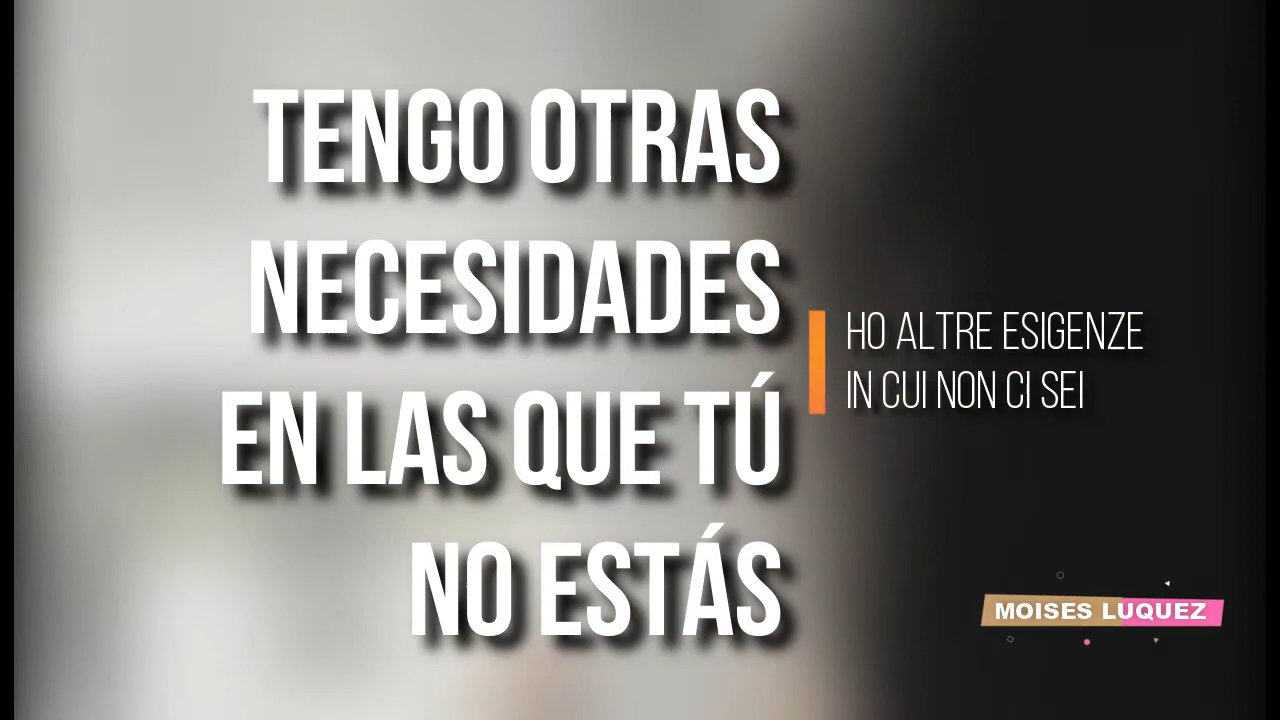 TENGO OTRAS
NECESIDADES
EN LAS QUE TÚ
NO ESTÁS
HO ALTRE ESIGENZE
IN CUI NON CI SEI
MOISES LUQUEZ